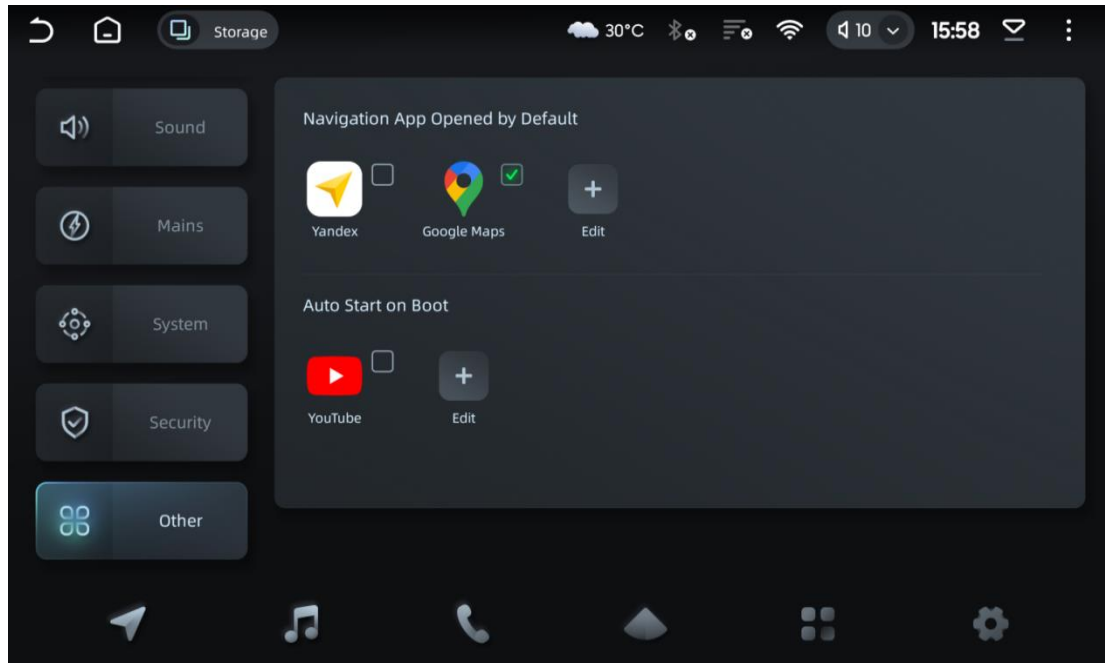 Storage
30°C
10
15:58
Sound
Mains
System
Security
Other
Navigation App Opened by Default
Yandex
Google Maps
Edit
Auto Start on Boot
YouTube
Edit